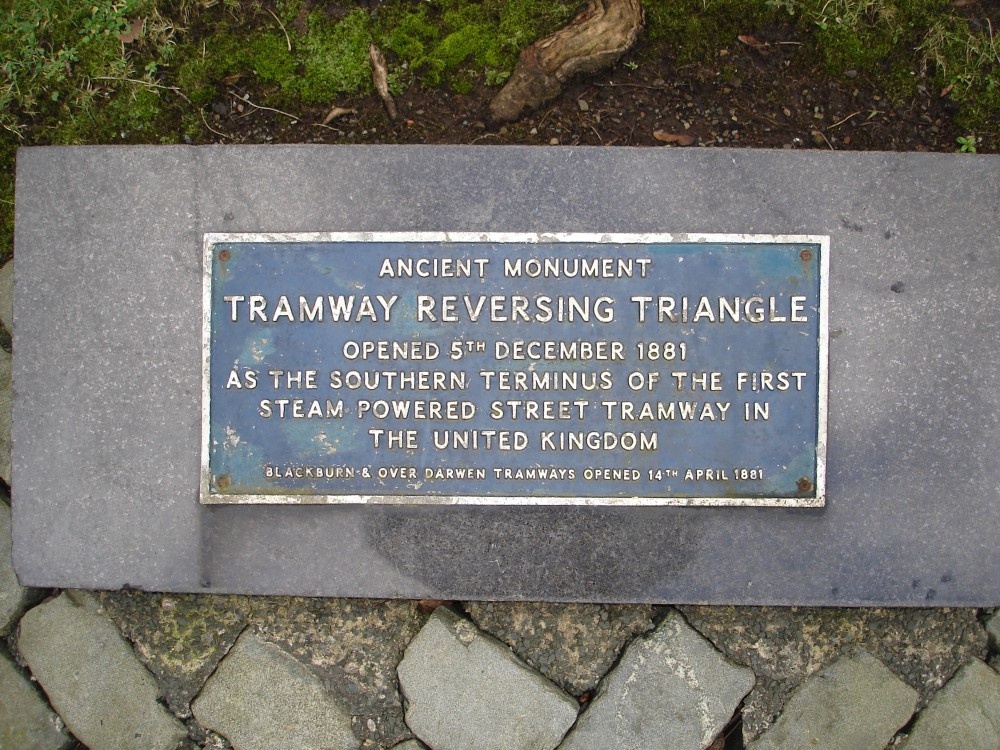 ANCIENT MONUMENT
TRAMWAY REVERSING TRIANGLE
OPENED 5TH DECEMBER 1881
AS THE SOUTHERN TERMINUS OF THE FIRST
STEAM POWERED STREET TRAMWAY IN
THE UNITED KINGDOM
BLACKBURN & OVER DARWEN TRAMWAYS OPENED 14TH APRIL 1881